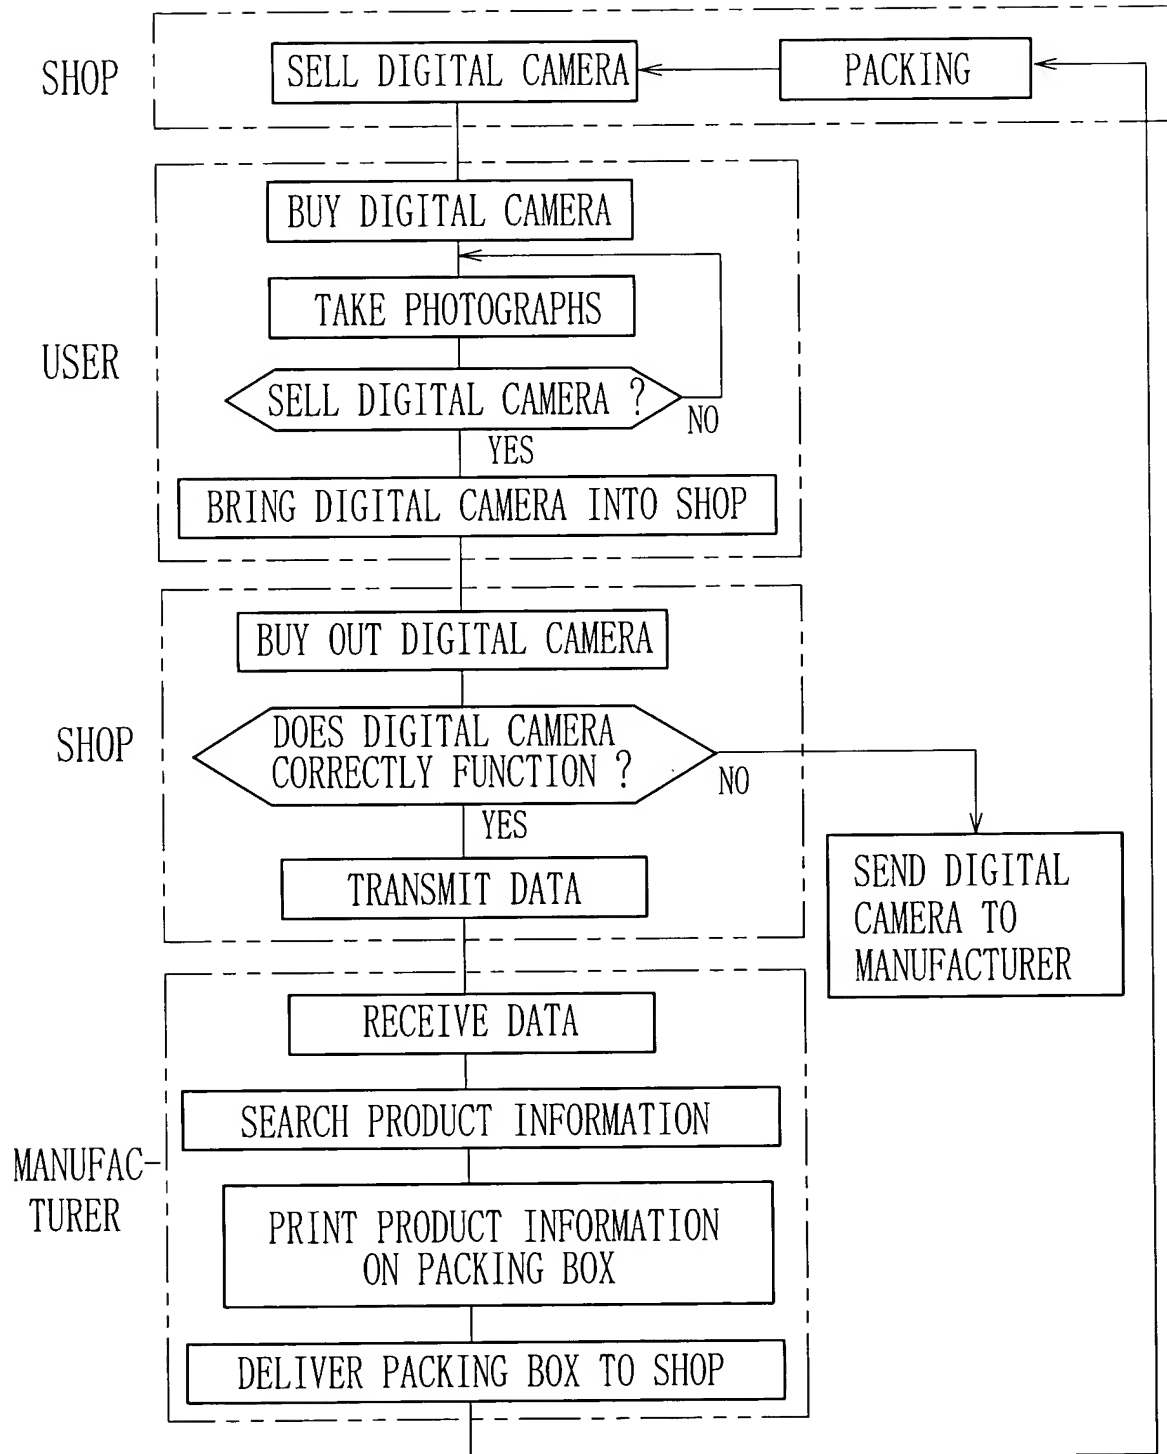 SHOP
SELL DIGITAL CAMERA
PACKING
USER
BUY DIGITAL CAMERA
TAKE PHOTOGRAPHS
SELL DIGITAL CAMERA ?
NO
YES
BRING DIGITAL CAMERA INTO SHOP
SHOP
BUY OUT DIGITAL CAMERA
DOES DIGITAL CAMERA
CORRECTLY FUNCTION ?
NO
YES
TRANSMIT DATA
SEND DIGITAL
CAMERA TO
MANUFACTURER
MANUFAC-
TURER
RECEIVE DATA
SEARCH PRODUCT INFORMATION
PRINT PRODUCT INFORMATION
ON PACKING BOX
DELIVER PACKING BOX TO SHOP